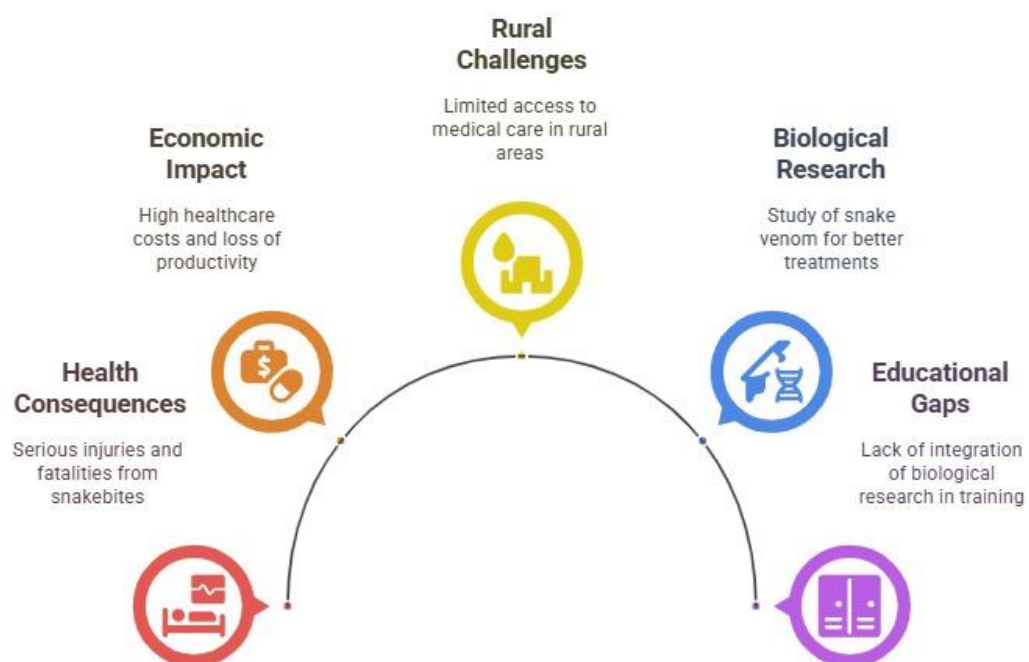 Rural
Challenges
Limited access to
medical care in rural
areas
Economic
Impact
High healthcare
costs and loss of
productivity
Biological
Research
Study of snake
venom for better
treatments
Health
Consequences
Serious injuries and
fatalities from
snakebites
Educational
Gaps
Lack of integration
of biological
research in training
$